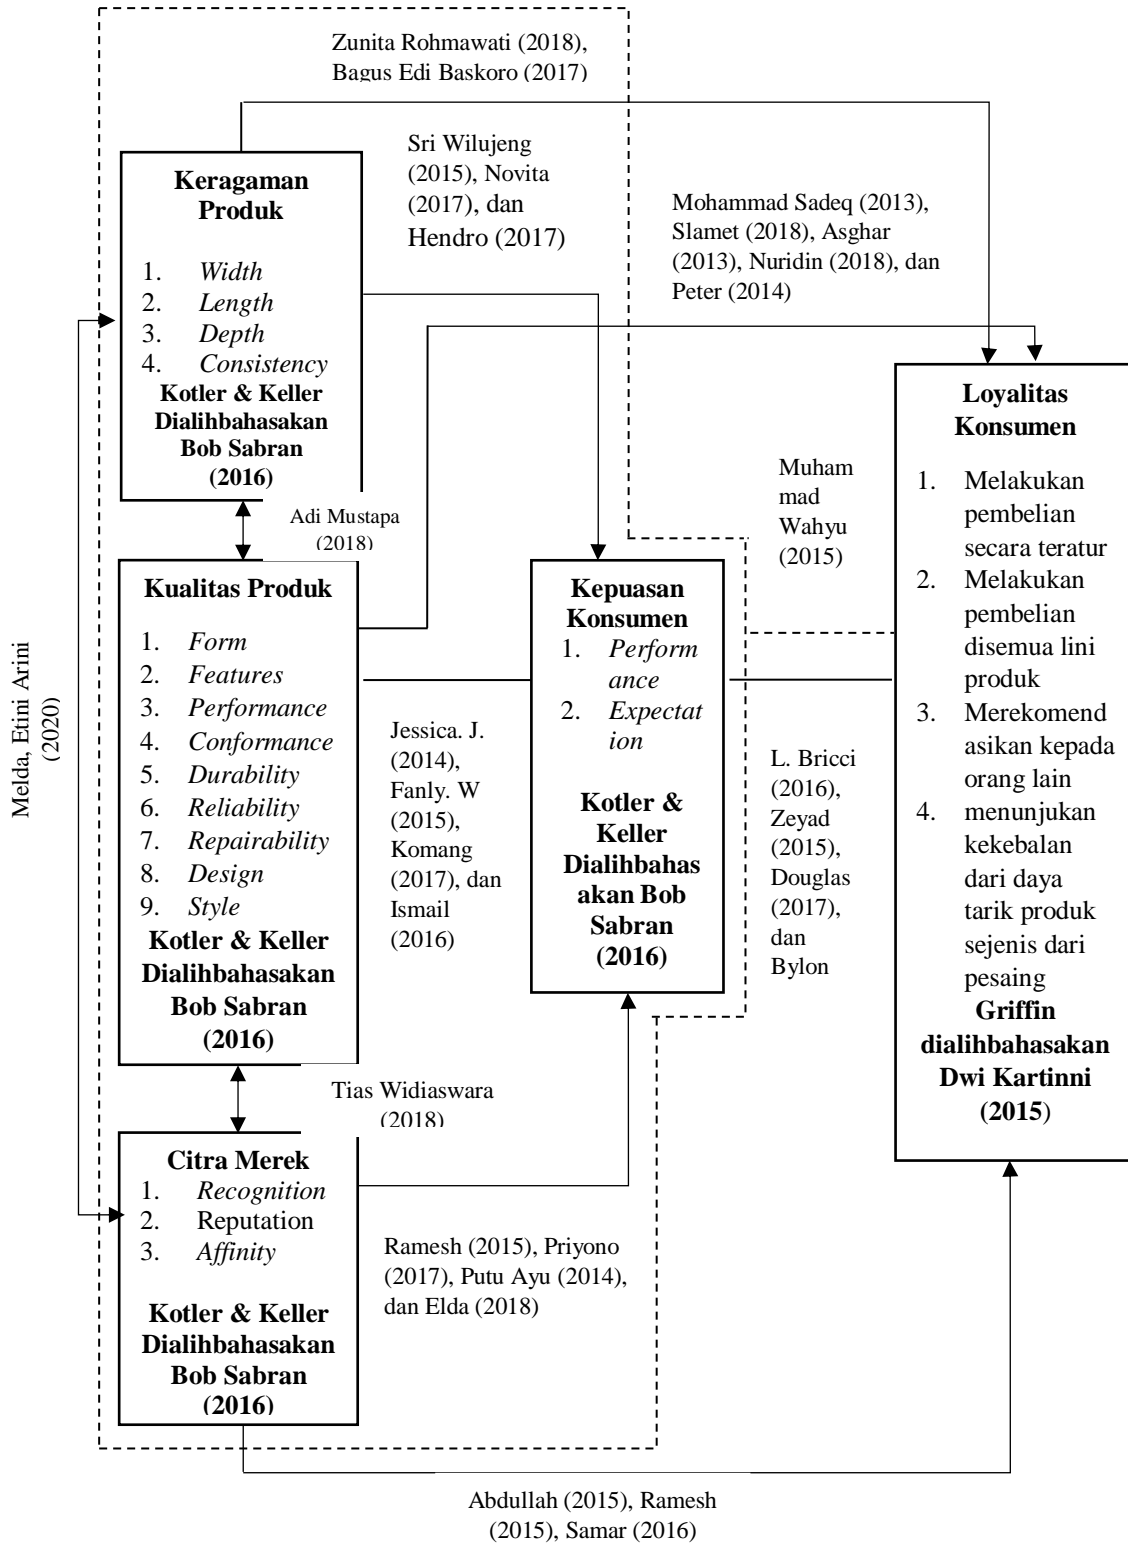 Zunita Rohmawati (2018),
Bagus Edi Baskoro (2017)
Sri Wilujeng
(2015), Novita
(2017), dan
Hendro (2017)
Mohammad Sadeq (2013),
Slamet (2018), Asghar
(2013), Nuridin (2018), dan
Peter (2014)
Keragaman
Produk
1. Width
2. Length
3. Depth
4. Consistency
Kotler & Keller
Dialihbahasakan
Bob Sabran
(2016)
Adi Mustapa
(2018)
Melda, Etini Arini
(2020)
Kualitas Produk
1. Form
2. Features
3. Performance
4. Conformance
5. Durability
6. Reliability
7. Repairability
8. Design
9. Style
Kotler & Keller
Dialihbahasakan
Bob Sabran
(2016)
Jessica. J.
(2014),
Fanly. W
(2015),
Komang
(2017), dan
Ismail
(2016)
Kepuasan
Konsumen
1. Perform
ance
2. Expectat
ion
Kotler &
Keller
Dialihbahas
akan Bob
Sabran
(2016)
Muham
mad
Wahyu
(2015)
L. Bricci
(2016),
Zeyad
(2015),
Douglas
(2017),
dan
Bylon
Loyalitas
Konsumen
1. Melakukan
pembelian
secara teratur
2. Melakukan
pembelian
disemua lini
produk
3. Merekomend
asikan kepada
orang lain
4. menunjukan
kekebalan
dari daya
tarik produk
sejenis dari
pesaing
Griffin
dialihbahasakan
Dwi Kartinni
(2015)
Tias Widiaswara
(2018)
Citra Merek
1. Recognition
2. Reputation
3. Affinity
Kotler & Keller
Dialihbahasakan
Bob Sabran
(2016)
Ramesh (2015), Priyono
(2017), Putu Ayu (2014),
dan Elda (2018)
Abdullah (2015), Ramesh
(2015), Samar (2016)